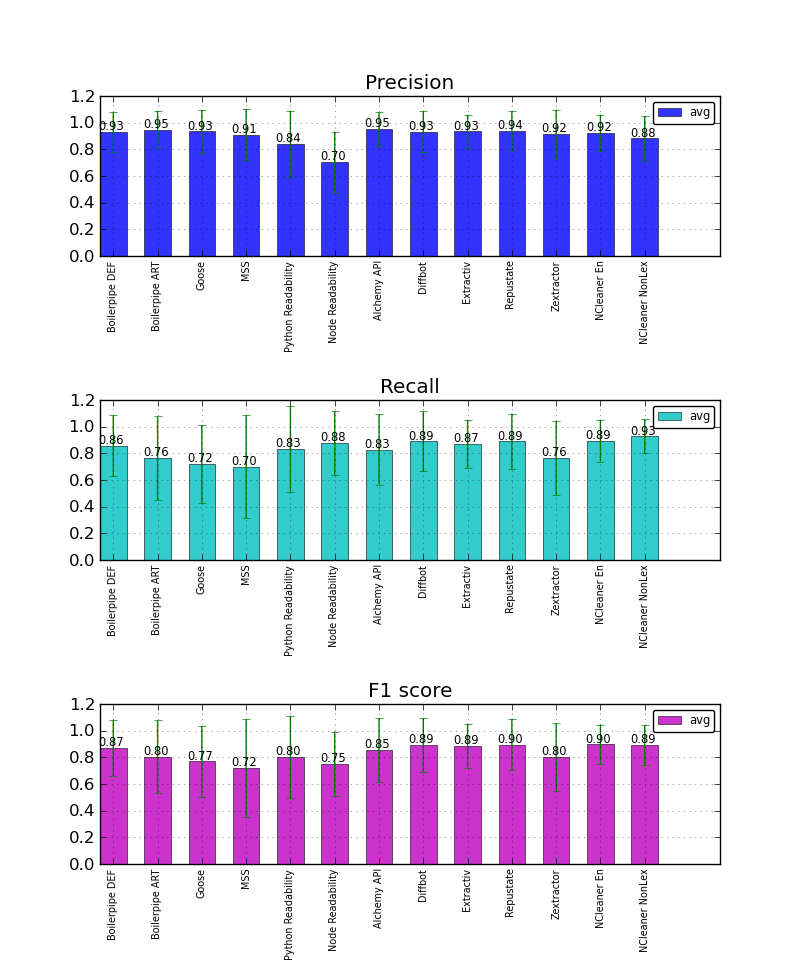 Precision
1.2
1.0
0.8
0.6
0.4
0.2
0.0
0.93 0.95 0.93 0.91 0.84 0.70 0.95 0.93 0.93 0.94 0.92 0.92 0.88
avg
Boilerpipe DEF
Boilerpipe ART
Goose
MSS
Python Readability
Node Readability
Alchemy API
Diffbot
Extractiv
Repustate
Zextractor
NCleaner En
NCleaner NonLex
Recall
1.2
1.0
0.8
0.6
0.4
0.2
0.0
0.86 0.76 0.72 0.70 0.83 0.88 0.83 0.89 0.87 0.89 0.76 0.89 0.93
avg
Boilerpipe DEF
Boilerpipe ART
Goose
MSS
Python Readability
Node Readability
Alchemy API
Diffbot
Extractiv
Repustate
Zextractor
NCleaner En
NCleaner NonLex
F1 score
1.2
1.0
0.8
0.6
0.4
0.2
0.0
0.87 0.80 0.77 0.72 0.80 0.75 0.85 0.89 0.89 0.90 0.80 0.90 0.89
avg
Boilerpipe DEF
Boilerpipe ART
Goose
MSS
Python Readability
Node Readability
Alchemy API
Diffbot
Extractiv
Repustate
Zextractor
NCleaner En
NCleaner NonLex